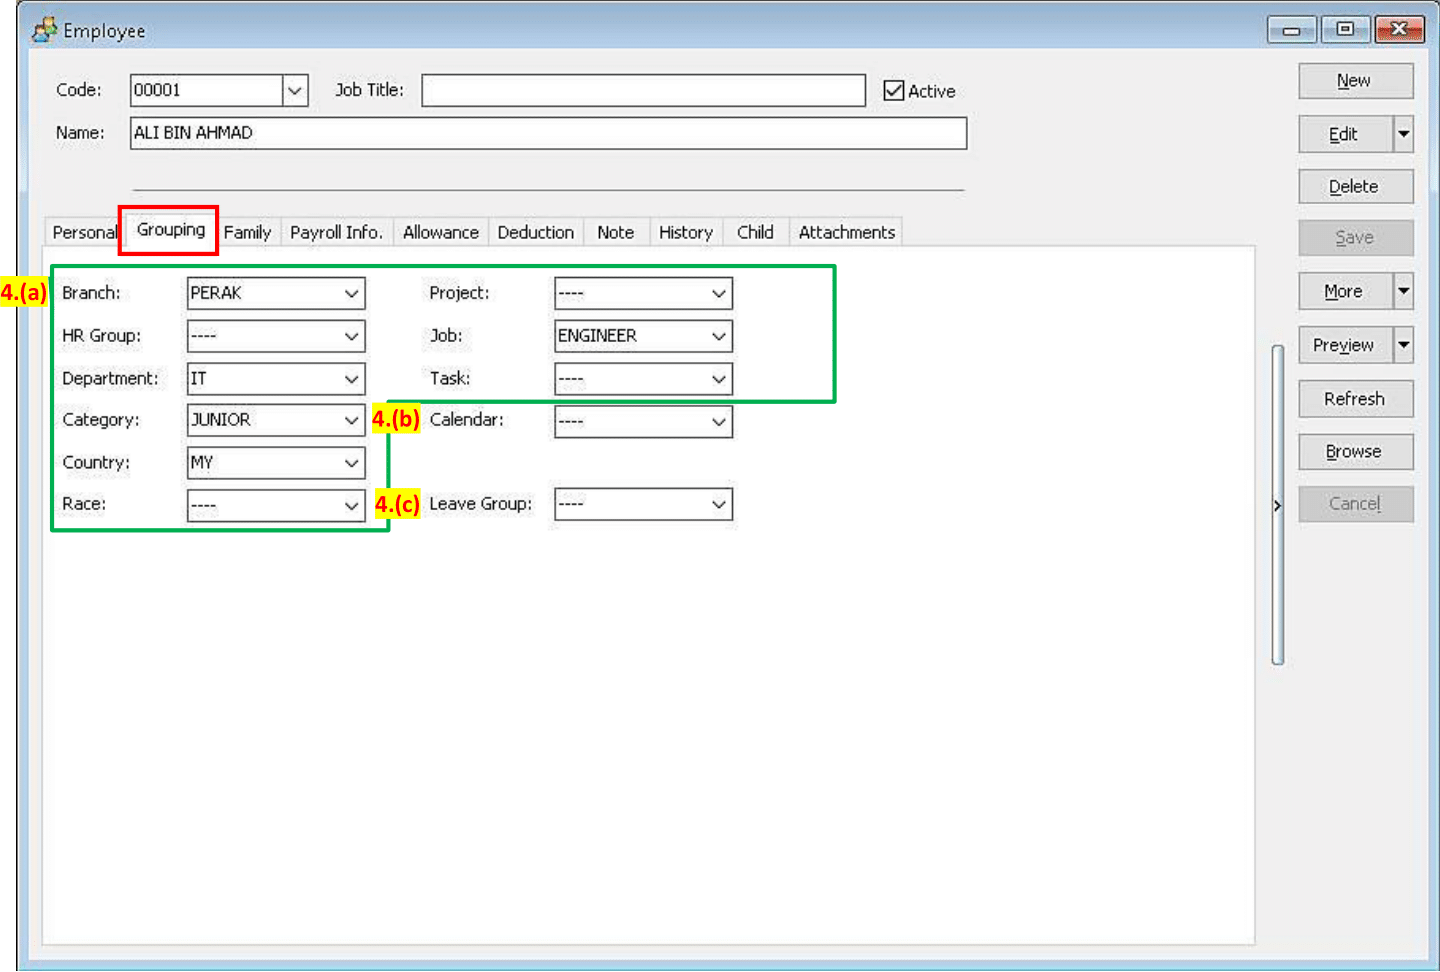 Employee
Code: 00001 Job Title: Active New
Name: ALI BIN AHMAD Edit
Delete
Personal Grouping Family Payroll Info. Allowance Deduction Note History Child Attachments Save
4.(a) Branch: PERAK Project: ---- More
HR Group: ---- Job: ENGINEER Preview
Department: IT Task: ---- Refresh
Category: JUNIOR 4.(b) Calendar: ----
Country: MY Browse
Race: ---- 4.(c) Leave Group: ---- Cancel